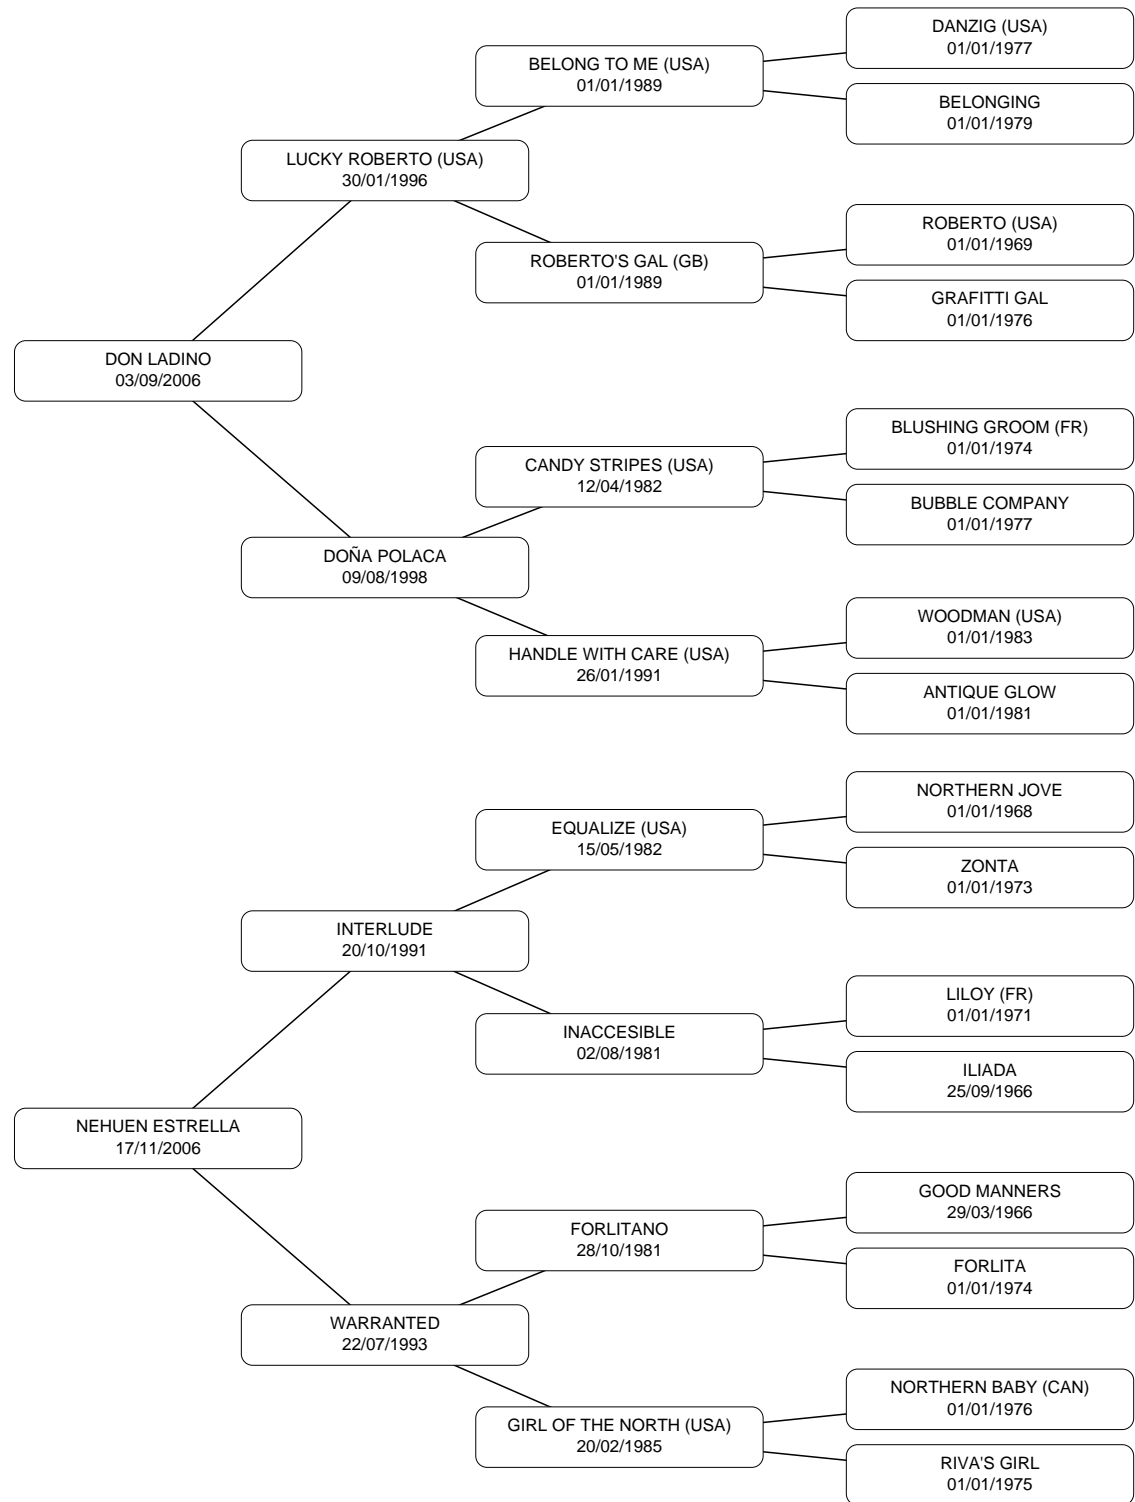 DANZIG (USA)
01/01/1977
BELONG TO ME (USA)
01/01/1989
BELONGING
01/01/1979
LUCKY ROBERTO (USA)
30/01/1996
ROBERTO (USA)
01/01/1969
ROBERTO'S GAL (GB)
01/01/1989
GRAFITTI GAL
01/01/1976
DON LADINO
03/09/2006
BLUSHING GROOM (FR)
01/01/1974
CANDY STRIPES (USA)
12/04/1982
BUBBLE COMPANY
01/01/1977
DOÑA POLACA
09/08/1998
WOODMAN (USA)
01/01/1983
HANDLE WITH CARE (USA)
26/01/1991
ANTIQUE GLOW
01/01/1981
NORTHERN JOVE
01/01/1968
EQUALIZE (USA)
15/05/1982
ZONTA
01/01/1973
INTERLUDE
20/10/1991
LILOY (FR)
01/01/1971
INACCESIBLE
02/08/1981
ILIADA
25/09/1966
NEHUEN ESTRELLA
17/11/2006
GOOD MANNERS
29/03/1966
FORLITANO
28/10/1981
FORLITA
01/01/1974
WARRANTED
22/07/1993
NORTHERN BABY (CAN)
01/01/1976
GIRL OF THE NORTH (USA)
20/02/1985
RIVA'S GIRL
01/01/1975